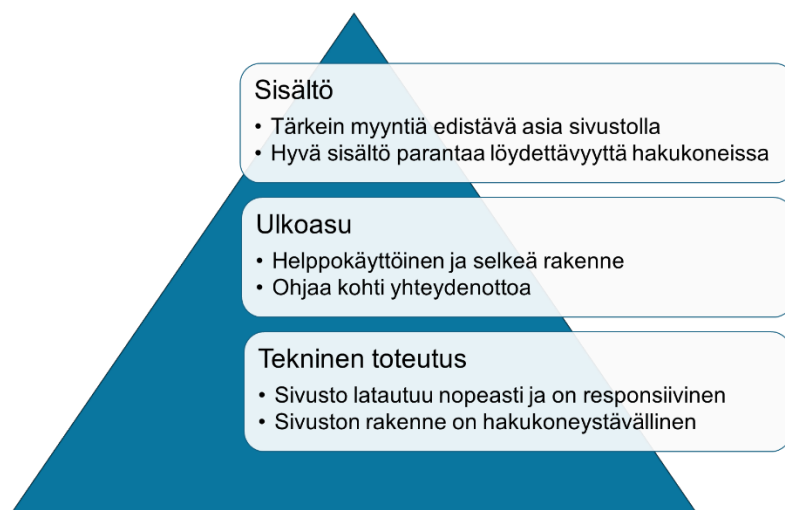 Sisältö
• Tärkein myyntiä edistävä asia sivustolla
• Hyvä sisältö parantaa löydettävyyttä hakukoneissa
Ulkoasu
• Helppokäyttöinen ja selkeä rakenne
• Ohjaa kohti yhteydenottoa
Tekninen toteutus
• Sivusto latautuu nopeasti ja on responsiivinen
• Sivuston rakenne on hakukoneystävällinen